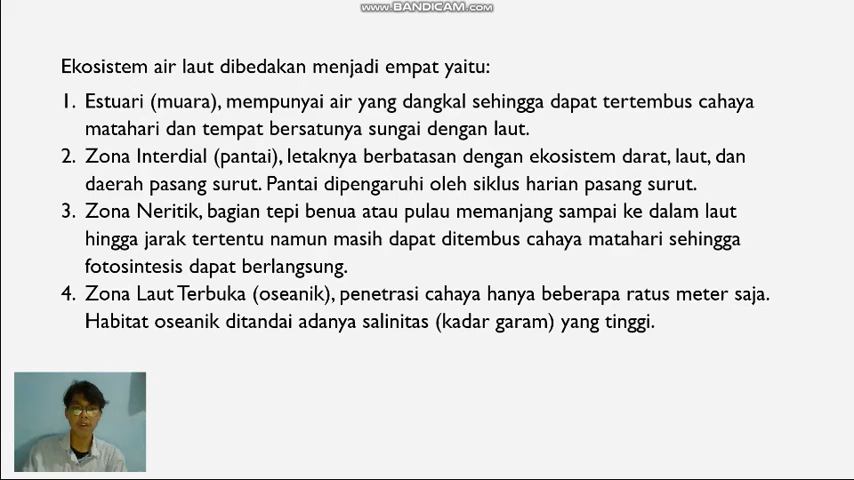 www.BANDICAM.com
Ekosistem air laut dibedakan menjadi empat yaitu:
1. Estuari (muara), mempunyai air yang dangkal sehingga dapat tertembus cahaya
matahari dan tempat bersatunya sungai dengan laut.
2. Zona Interdial (pantai), letaknya berbatasan dengan ekosistem darat, laut, dan
daerah pasang surut. Pantai dipengaruhi oleh siklus harian pasang surut.
3. Zona Neritik, bagian tepi benua atau pulau memanjang sampai ke dalam laut
hingga jarak tertentu namun masih dapat ditembus cahaya matahari sehingga
fotosintesis dapat berlangsung.
4. Zona Laut Terbuka (oseanik), penetrasi cahaya hanya beberapa ratus meter saja.
Habitat oseanik ditandai adanya salinitas (kadar garam) yang tinggi.